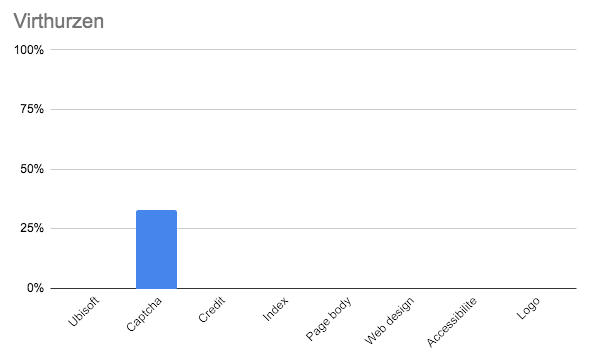 Virthurzen
100%
75%
50%
25%
0%
Ubisoft
Captcha
Credit
Index
Page body
Web design
Accessibilite
Logo